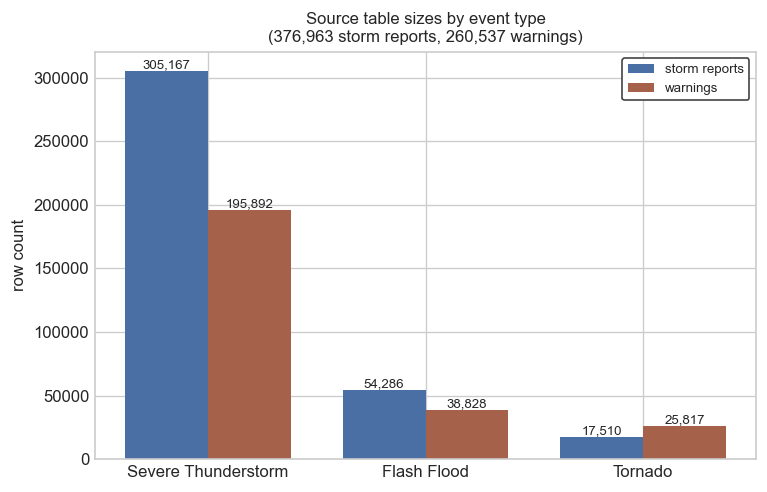 Source table sizes by event type
(376,963 storm reports, 260,537 warnings)
storm reports
warnings
row count
300000
250000
200000
150000
100000
50000
0
305,167
195,892
54,286
38,828
17,510
25,817
Severe Thunderstorm
Flash Flood
Tornado